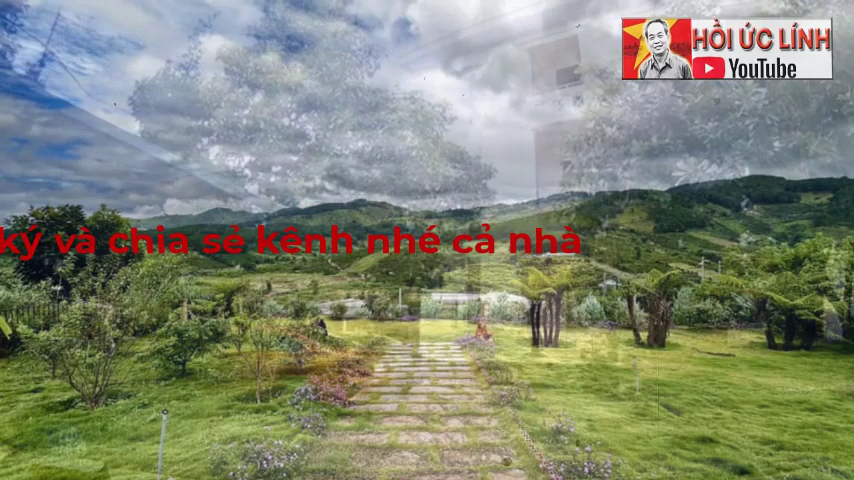 HỒI ỨC LÍNH
YouTube
ký và chia sẻ kênh nhé cả nhà